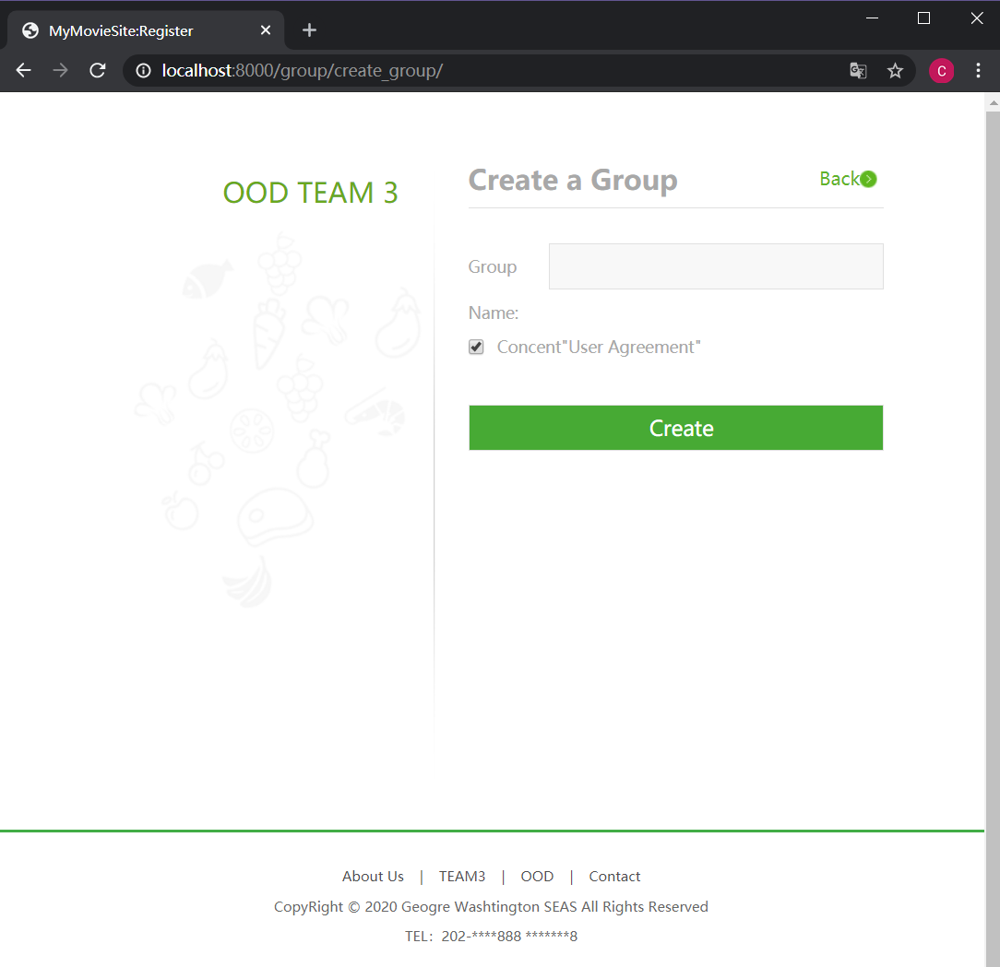 MyMovieSite:Register
localhost:8000/group/create_group/
C
OOD TEAM 3
Create a Group
Back
Group
Name:
Concent"User Agreement"
Create
About Us | TEAM3 | OOD | Contact
CopyRight © 2020 Geogre Washtington SEAS All Rights Reserved
TEL：202-****888 *******8